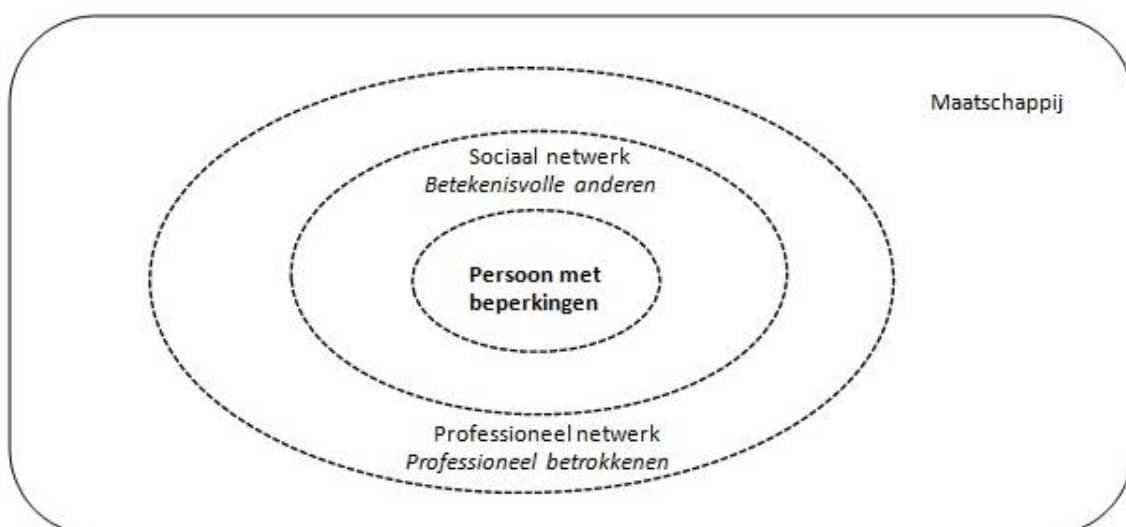 Maatschappij
Sociaal netwerk
Betekenisvolle anderen
Persoon met
beperkingen
Professioneel netwerk
Professioneel betrokkenen